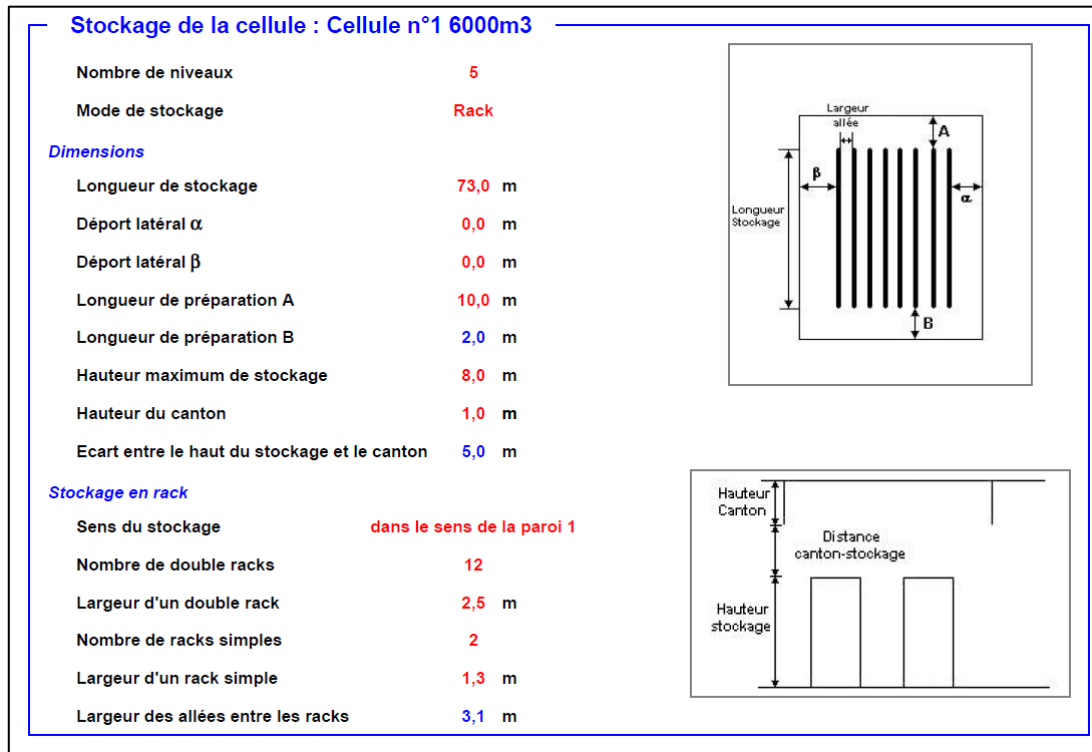 Stockage de la cellule : Cellule n°1 6000m3
Nombre de niveaux 5
Mode de stockage Rack
Dimensions
Longueur de stockage 73,0 m
Déport latéral α 0,0 m
Déport latéral β 0,0 m
Longueur de préparation A 10,0 m
Longueur de préparation B 2,0 m
Hauteur maximum de stockage 8,0 m
Hauteur du canton 1,0 m
Ecart entre le haut du stockage et le canton 5,0 m
Stockage en rack
Sens du stockage dans le sens de la paroi 1
Nombre de double racks 12
Largeur d'un double rack 2,5 m
Nombre de racks simples 2
Largeur d'un rack simple 1,3 m
Largeur des allées entre les racks 3,1 m
Largeur
allée
A
β
α
Longueur
Stockage
B
Hauteur
Canton
Distance
canton-stockage
Hauteur
stockage